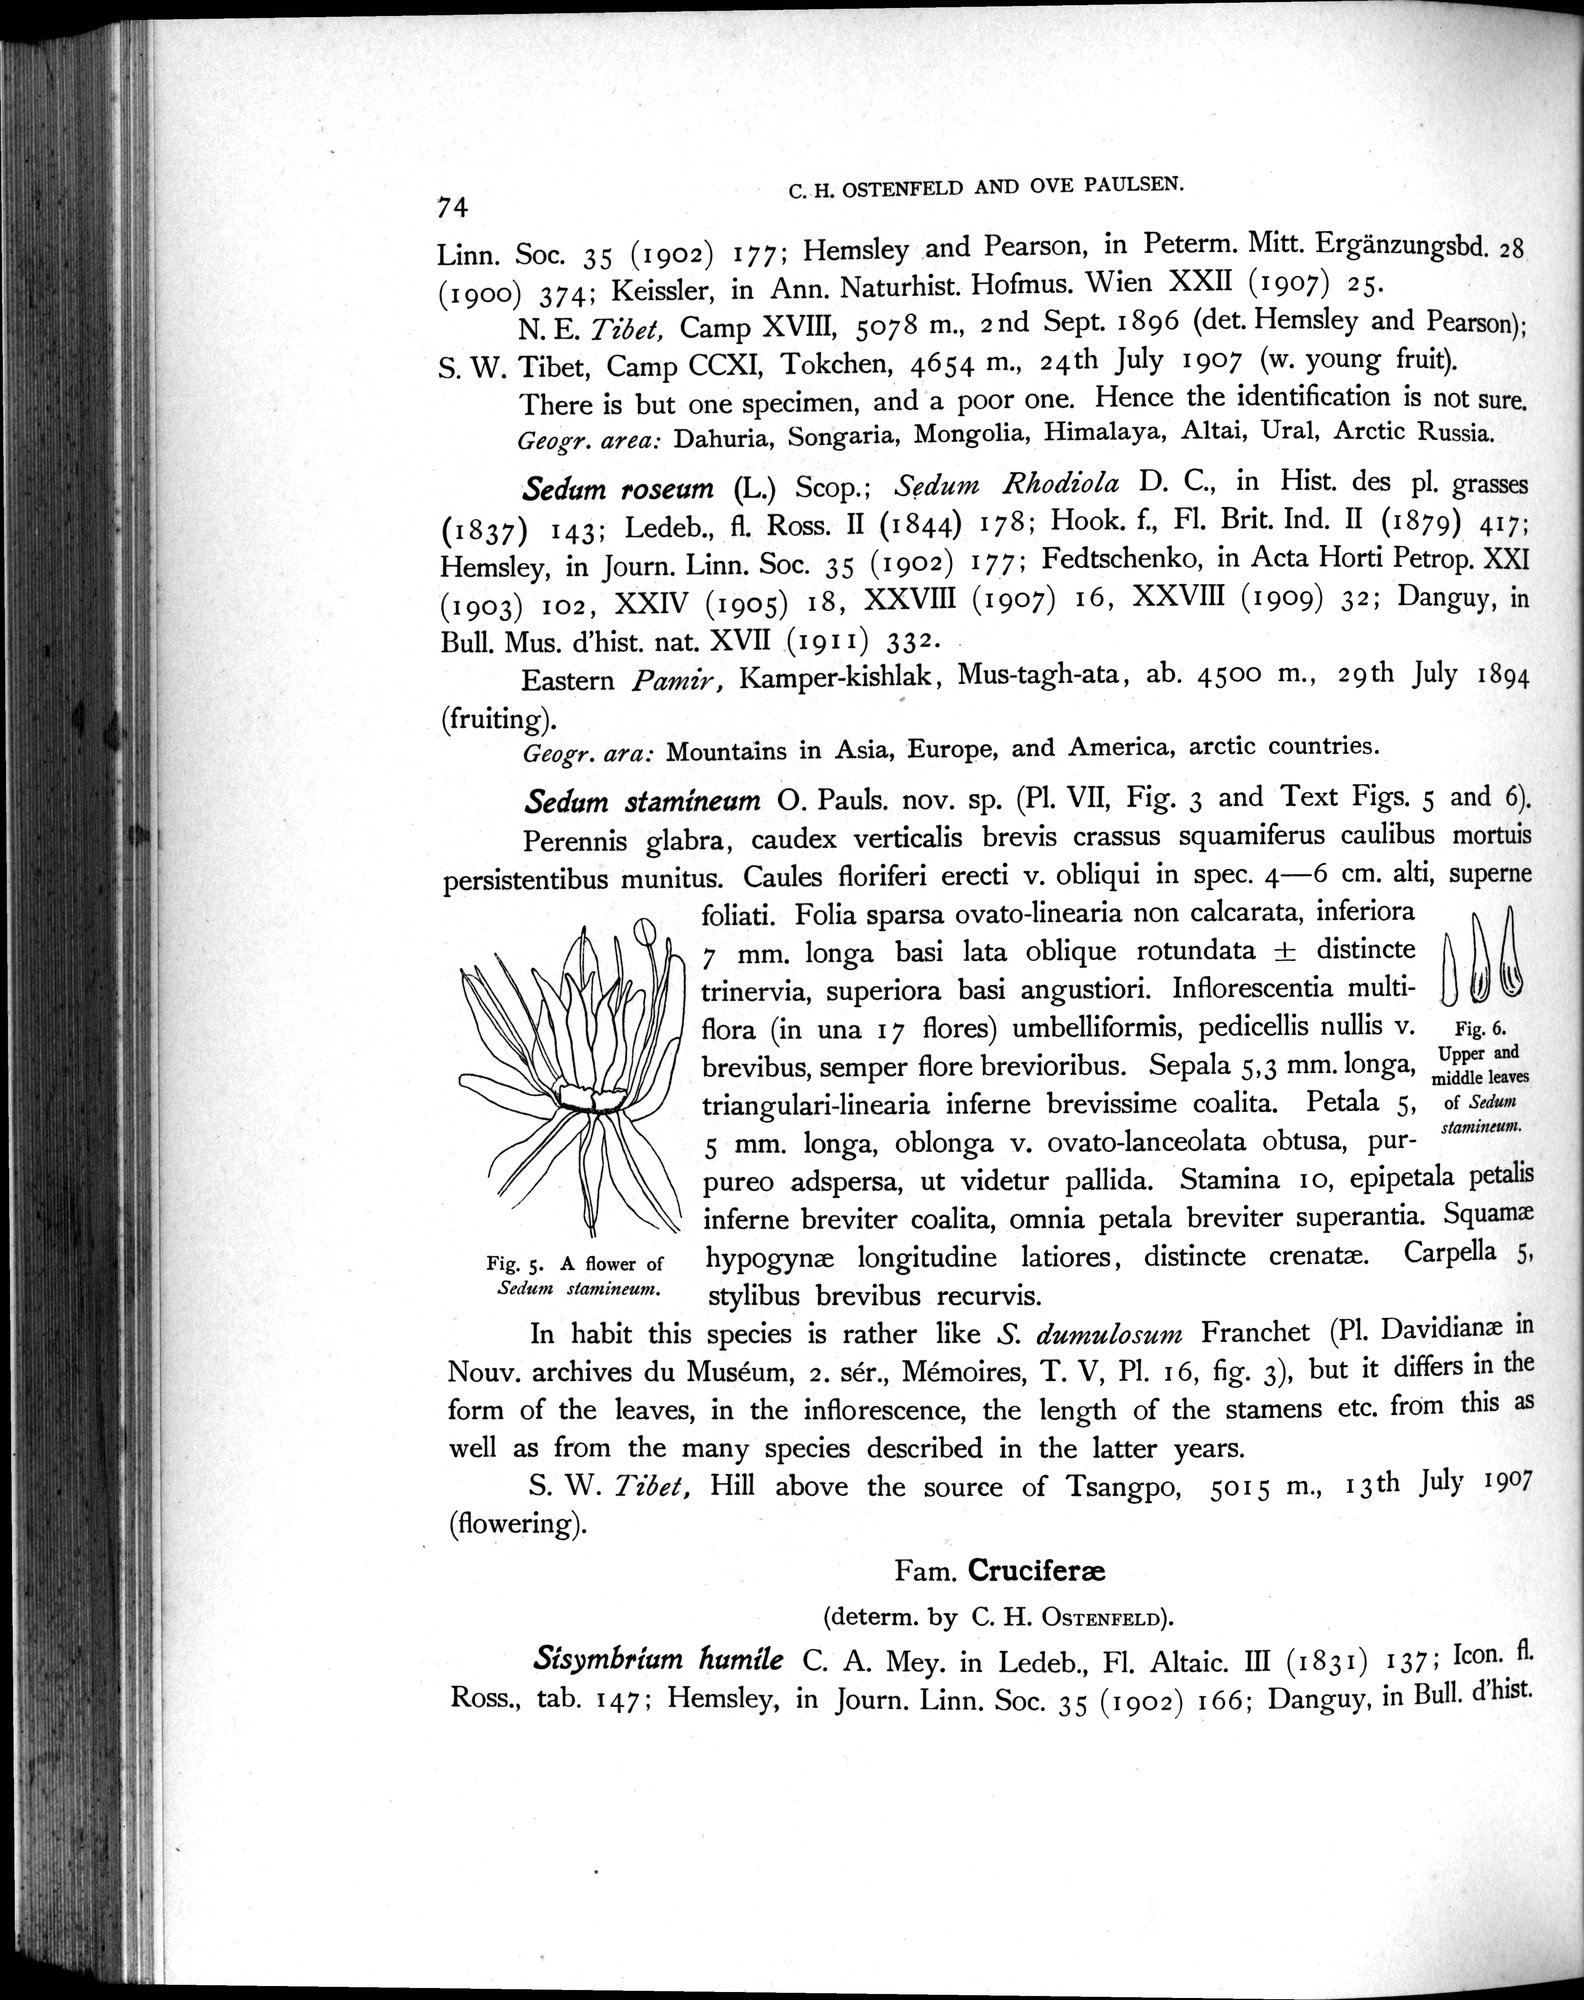 74
C. H. OSTENFELD AND OVE PAULSEN.
Linn. Soc. 35 (1902) 177; Hemsley and Pearson, in Peterm. Mitt. Ergänzungsbd. 28
(1900) 374; Keissler, in Ann. Naturhist. Hofmus. Wien XXII (1907) 25.
N. E. Tibet, Camp XVIII, 5078 m., 2nd Sept. 1896 (det. Hemsley and Pearson);
S. W. Tibet, Camp CCXI, Tokchen, 4654 m., 24th July 1907 (w. young fruit).
There is but one specimen, and a poor one. Hence the identification is not sure.
Geogr. area: Dahuria, Songaria, Mongolia, Himalaya, Altai, Ural, Arctic Russia.
Sedum roseum (L.) Scop.; Sedum Rhodiola D. C., in Hist. des pl. grasses
(1837) 143; Ledeb., fl. Ross. II (1844) 178; Hook. f., Fl. Brit. Ind. II (1879) 417;
Hemsley, in Journ. Linn. Soc. 35 (1902) 177; Fedtschenko, in Acta Horti Petrop. XXI
(1903) 102, XXIV (1905) 18, XXVIII (1907) 16, XXVIII (1909) 32; Danguy, in
Bull. Mus. d'hist. nat. XVII (1911) 332.
Eastern Pamir, Kamper-kishlak, Mus-tagh-ata, ab. 4500 m., 29th July 1894
(fruiting).
Geogr. ara: Mountains in Asia, Europe, and America, arctic countries.
Sedum stamineum O. Pauls. nov. sp. (Pl. VII, Fig. 3 and Text Figs. 5 and 6).
Perennis glabra, caudex verticalis brevis crassus squamiferus caulibus mortuis
persistentibus munitus. Caules floriferi erecti v. obliqui in spec. 4—6 cm. alti, superne
foliati. Folia sparsa ovato-linearia non calcarata, inferiora
7 mm. longa basi lata oblique rotundata ± distincte
trinervia, superiora basi angustiori. Inflorescentia multi-
flora (in una 17 flores) umbelliformis, pedicellis nullis v.
brevibus, semper flore brevioribus. Sepala 5,3 mm. longa,
triangulari-linearia inferne brevissime coalita. Petala 5,
5 mm. longa, oblonga v. ovato-lanceolata obtusa, pur-
pureo adspersa, ut videtur pallida. Stamina 10, epipetala petalis
inferne breviter coalita, omnia petala breviter superantia. Squamæ
hypogynæ longitudine latiores, distincte crenatæ. Carpella 5,
stylibus brevibus recurvis.
Fig. 6.
Upper and
middle leaves
of Sedum
stamineum.
Fig. 5. A flower of
Sedum stamineum.
In habit this species is rather like S. dumulosum Franchet (Pl. Davidianæ in
Nouv. archives du Muséum, 2. sér., Mémoires, T. V, Pl. 16, fig. 3), but it differs in the
form of the leaves, in the inflorescence, the length of the stamens etc. from this as
well as from the many species described in the latter years.
S. W. Tibet, Hill above the source of Tsangpo, 5015 m., 13th July 1907
(flowering).
Fam. Cruciferæ
(determ. by C. H. OSTENFELD).
Sisymbrium humile C. A. Mey. in Ledeb., Fl. Altaic. III (1831) 137; Icon. fl.
Ross., tab. 147; Hemsley, in Journ. Linn. Soc. 35 (1902) 166; Danguy, in Bull. d'hist.